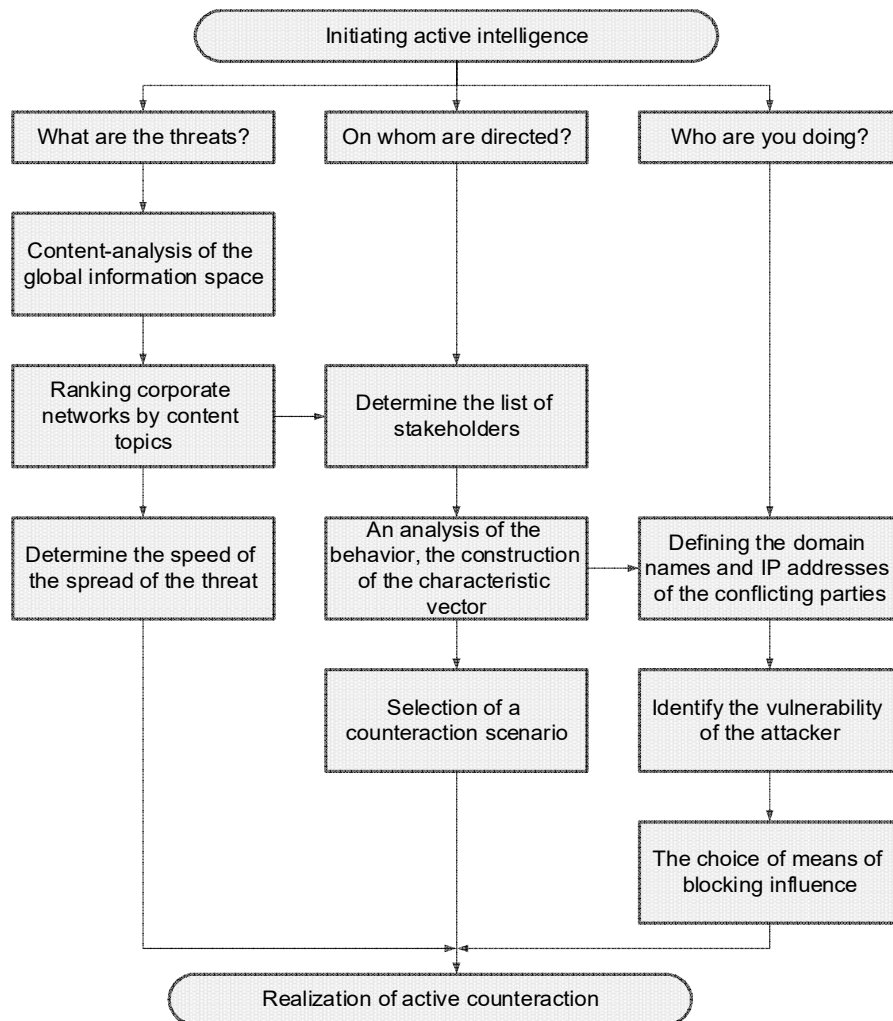 Initiating active intelligence
What are the threats?
On whom are directed?
Who are you doing?
Content-analysis of the
global information space
Ranking corporate
networks by content
topics
Determine the list of
stakeholders
Determine the speed of
the spread of the threat
An analysis of the
behavior, the construction
of the characteristic
vector
Defining the domain
names and IP addresses
of the conflicting parties
Selection of a
counteraction scenario
Identify the vulnerability
of the attacker
The choice of means of
blocking influence
Realization of active counteraction